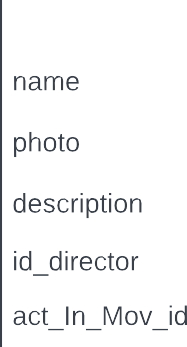 name
photo
description
id_director
act_In_Mov_id